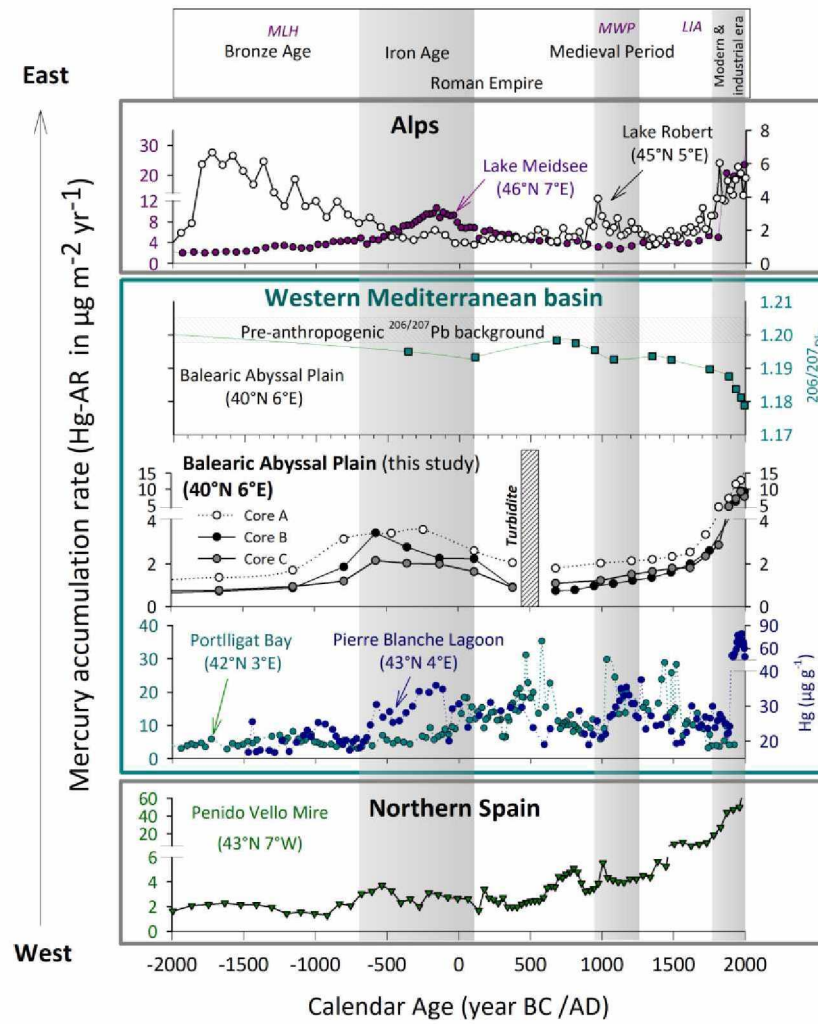 MLH
MWP
LIA
Bronze Age
Iron Age
Medieval Period
Roman Empire
Modern &
industrial era
East
West
Mercury accumulation rate (Hg-AR in µg m-2 yr-1)
Alps
30
20
12
8
4
0
Lake Meidsee
(46°N 7°E)
Lake Robert
(45°N 5°E)
8
6
4
2
0
Western Mediterranean basin
Pre-anthropogenic 206/207Pb background
Balearic Abyssal Plain
(40°N 6°E)
1.21
1.20
1.19
1.18
1.17
Balearic Abyssal Plain (this study)
(40°N 6°E)
Core A
Core B
Core C
Turbidite
15
10
5
4
2
0
15
10
5
4
2
0
40
30
20
10
0
Portlligat Bay
(42°N 3°E)
Pierre Blanche Lagoon
(43°N 4°E)
90
60
40
30
20
Hg (µg g-1)
Northern Spain
Penido Vello Mire
(43°N 7°W)
60
40
20
6
4
2
0
-2000
-1500
-1000
-500
0
500
1000
1500
2000
Calendar Age (year BC /AD)